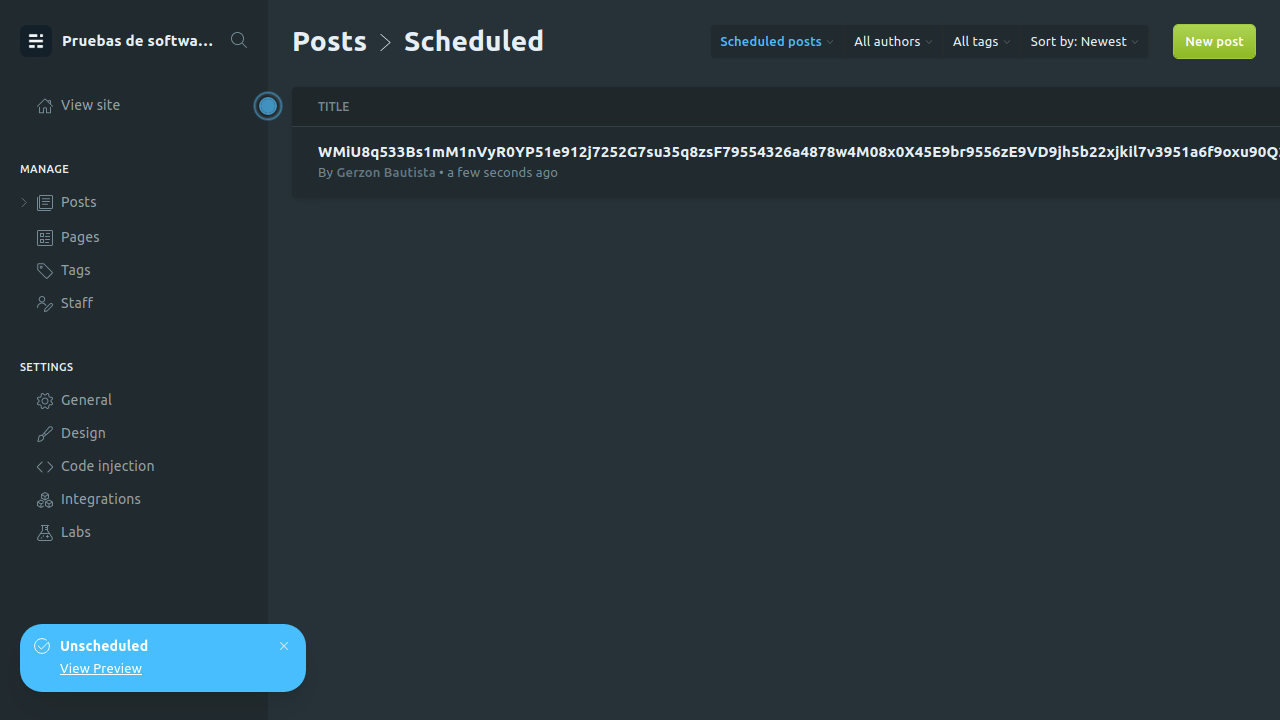 Pruebas de softwa...
Posts > Scheduled
Scheduled posts
All authors
All tags
Sort by: Newest
New post
View site
TITLE
WMiU8q533Bs1mM1nVyR0YP51e912j7252G7su35q8zsF79554326a4878w4M08x0X45E9br9556zE9VD9jh5b22xjkil7v3951a6f9oxu90Q
By Gerzon Bautista • a few seconds ago
MANAGE
Posts
Pages
Tags
Staff
SETTINGS
General
Design
Code injection
Integrations
Labs
Unscheduled
View Preview